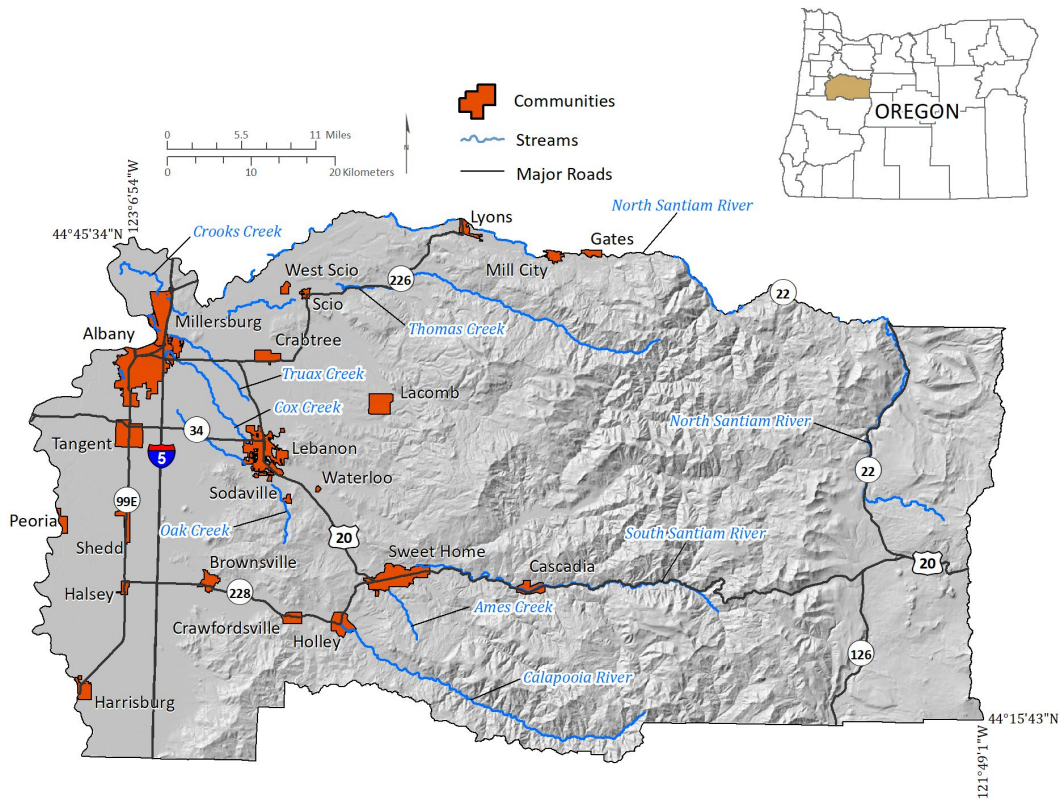 OREGON
Communities
Streams
Major Roads
0 5.5 11 Miles
0 10 20 Kilometers
N
123°6'54"W
44°45'34"N
Crooks Creek
North Santiam River
Lyons
Gates
Mill City
West Scio
Scio
226
22
Thomas Creek
Millersburg
Albany
Crabtree
Truax Creek
Lacomb
Cox Creek
North Santiam River
34
Tangent
Lebanon
5
22
Waterloo
Sodaville
99E
Peoria
Oak Creek
Shedd
20
South Santiam River
Sweet Home
Cascadia
20
Brownsville
Halsey
228
Ames Creek
Crawfordsville
Holley
126
Calapooia River
Harrisburg
44°15'43"N
121°49'1"W